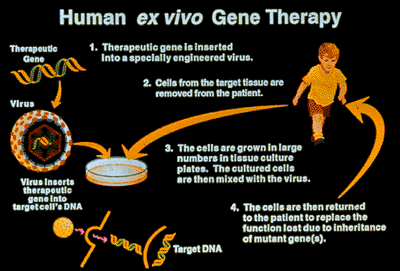 Human ex vivo Gene Therapy
Therapeutic
Gene
1. Therapeutic gene is inserted
into a specially engineered virus.
2. Cells from the target tissue are
removed from the patient.
Virus
3. The cells are grown in large
numbers in tissue culture
plates. The cultured cells
are then mixed with the virus.
Virus inserts
therapeutic
gene into
target cell's DNA
4. The cells are then returned
to the patient to replace the
function lost due to inheritance
of mutant gene(s).
Target DNA